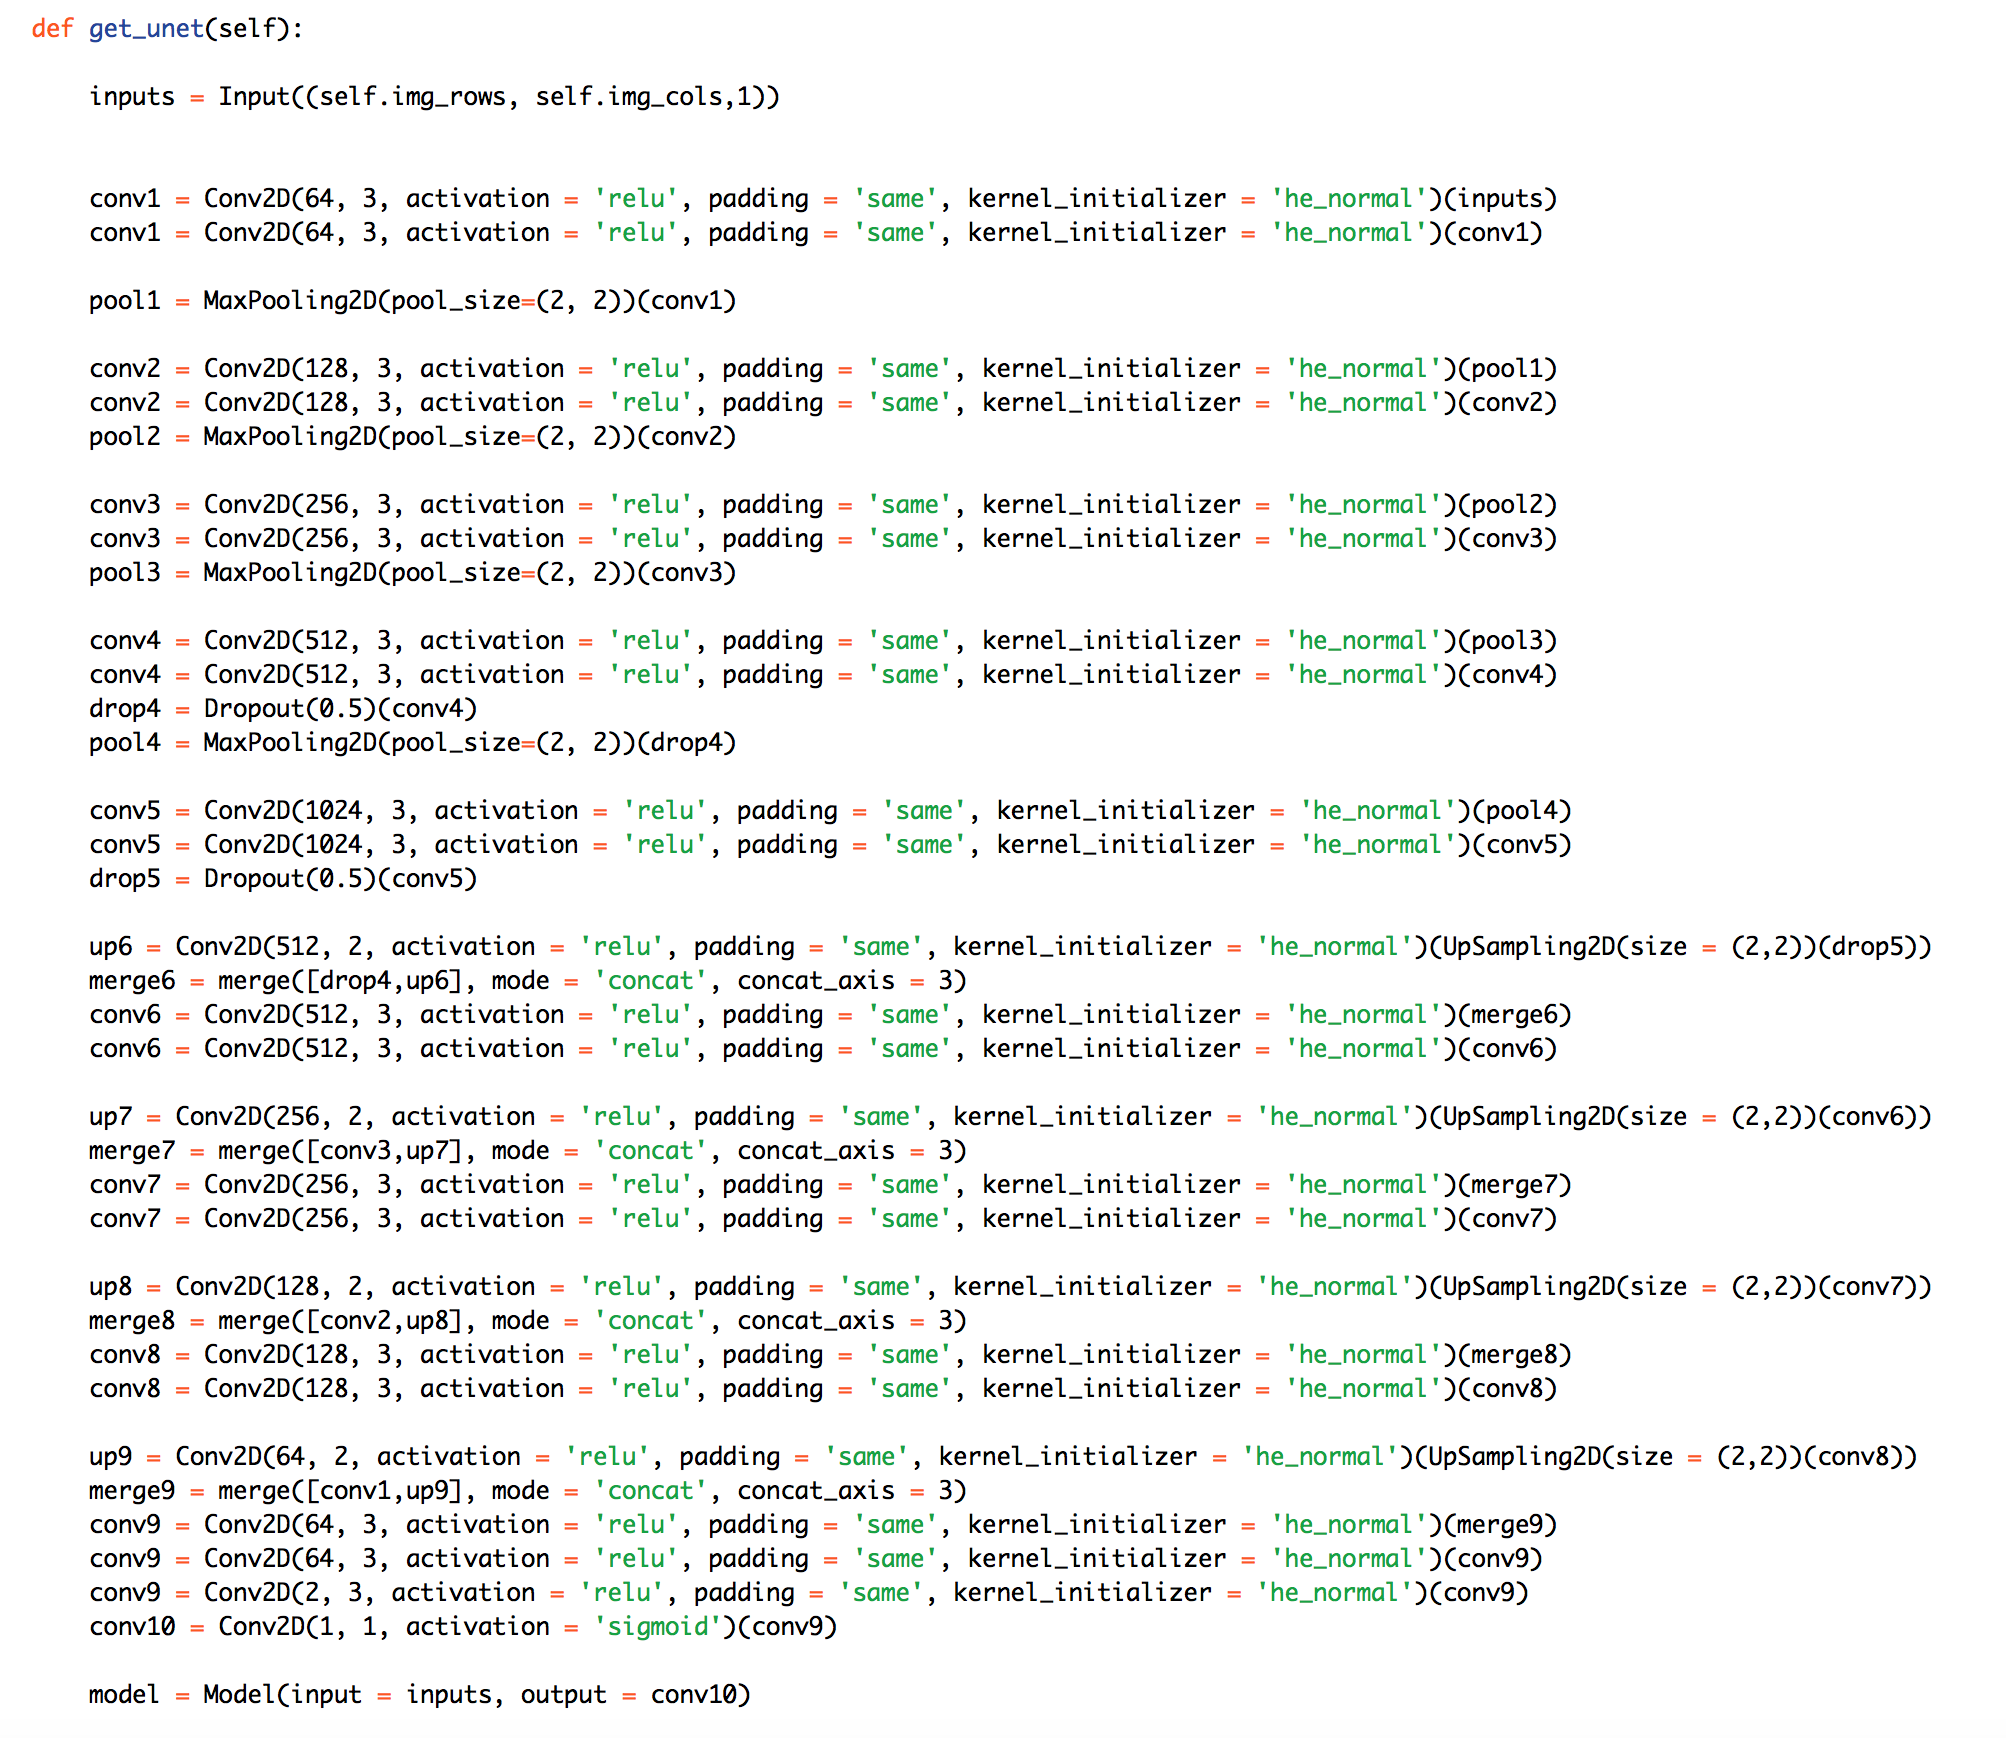 def get_unet(self):
inputs = Input((self.img_rows, self.img_cols,1))
conv1 = Conv2D(64, 3, activation = 'relu', padding = 'same', kernel_initializer = 'he_normal')(inputs)
conv1 = Conv2D(64, 3, activation = 'relu', padding = 'same', kernel_initializer = 'he_normal')(conv1)
pool1 = MaxPooling2D(pool_size=(2, 2))(conv1)
conv2 = Conv2D(128, 3, activation = 'relu', padding = 'same', kernel_initializer = 'he_normal')(pool1)
conv2 = Conv2D(128, 3, activation = 'relu', padding = 'same', kernel_initializer = 'he_normal')(conv2)
pool2 = MaxPooling2D(pool_size=(2, 2))(conv2)
conv3 = Conv2D(256, 3, activation = 'relu', padding = 'same', kernel_initializer = 'he_normal')(pool2)
conv3 = Conv2D(256, 3, activation = 'relu', padding = 'same', kernel_initializer = 'he_normal')(conv3)
pool3 = MaxPooling2D(pool_size=(2, 2))(conv3)
conv4 = Conv2D(512, 3, activation = 'relu', padding = 'same', kernel_initializer = 'he_normal')(pool3)
conv4 = Conv2D(512, 3, activation = 'relu', padding = 'same', kernel_initializer = 'he_normal')(conv4)
drop4 = Dropout(0.5)(conv4)
pool4 = MaxPooling2D(pool_size=(2, 2))(drop4)
conv5 = Conv2D(1024, 3, activation = 'relu', padding = 'same', kernel_initializer = 'he_normal')(pool4)
conv5 = Conv2D(1024, 3, activation = 'relu', padding = 'same', kernel_initializer = 'he_normal')(conv5)
drop5 = Dropout(0.5)(conv5)
up6 = Conv2D(512, 2, activation = 'relu', padding = 'same', kernel_initializer = 'he_normal')(UpSampling2D(size = (2,2))(drop5))
merge6 = merge([drop4,up6], mode = 'concat', concat_axis = 3)
conv6 = Conv2D(512, 3, activation = 'relu', padding = 'same', kernel_initializer = 'he_normal')(merge6)
conv6 = Conv2D(512, 3, activation = 'relu', padding = 'same', kernel_initializer = 'he_normal')(conv6)
up7 = Conv2D(256, 2, activation = 'relu', padding = 'same', kernel_initializer = 'he_normal')(UpSampling2D(size = (2,2))(conv6))
merge7 = merge([conv3,up7], mode = 'concat', concat_axis = 3)
conv7 = Conv2D(256, 3, activation = 'relu', padding = 'same', kernel_initializer = 'he_normal')(merge7)
conv7 = Conv2D(256, 3, activation = 'relu', padding = 'same', kernel_initializer = 'he_normal')(conv7)
up8 = Conv2D(128, 2, activation = 'relu', padding = 'same', kernel_initializer = 'he_normal')(UpSampling2D(size = (2,2))(conv7))
merge8 = merge([conv2,up8], mode = 'concat', concat_axis = 3)
conv8 = Conv2D(128, 3, activation = 'relu', padding = 'same', kernel_initializer = 'he_normal')(merge8)
conv8 = Conv2D(128, 3, activation = 'relu', padding = 'same', kernel_initializer = 'he_normal')(conv8)
up9 = Conv2D(64, 2, activation = 'relu', padding = 'same', kernel_initializer = 'he_normal')(UpSampling2D(size = (2,2))(conv8))
merge9 = merge([conv1,up9], mode = 'concat', concat_axis = 3)
conv9 = Conv2D(64, 3, activation = 'relu', padding = 'same', kernel_initializer = 'he_normal')(merge9)
conv9 = Conv2D(64, 3, activation = 'relu', padding = 'same', kernel_initializer = 'he_normal')(conv9)
conv9 = Conv2D(2, 3, activation = 'relu', padding = 'same', kernel_initializer = 'he_normal')(conv9)
conv10 = Conv2D(1, 1, activation = 'sigmoid')(conv9)
model = Model(input = inputs, output = conv10)